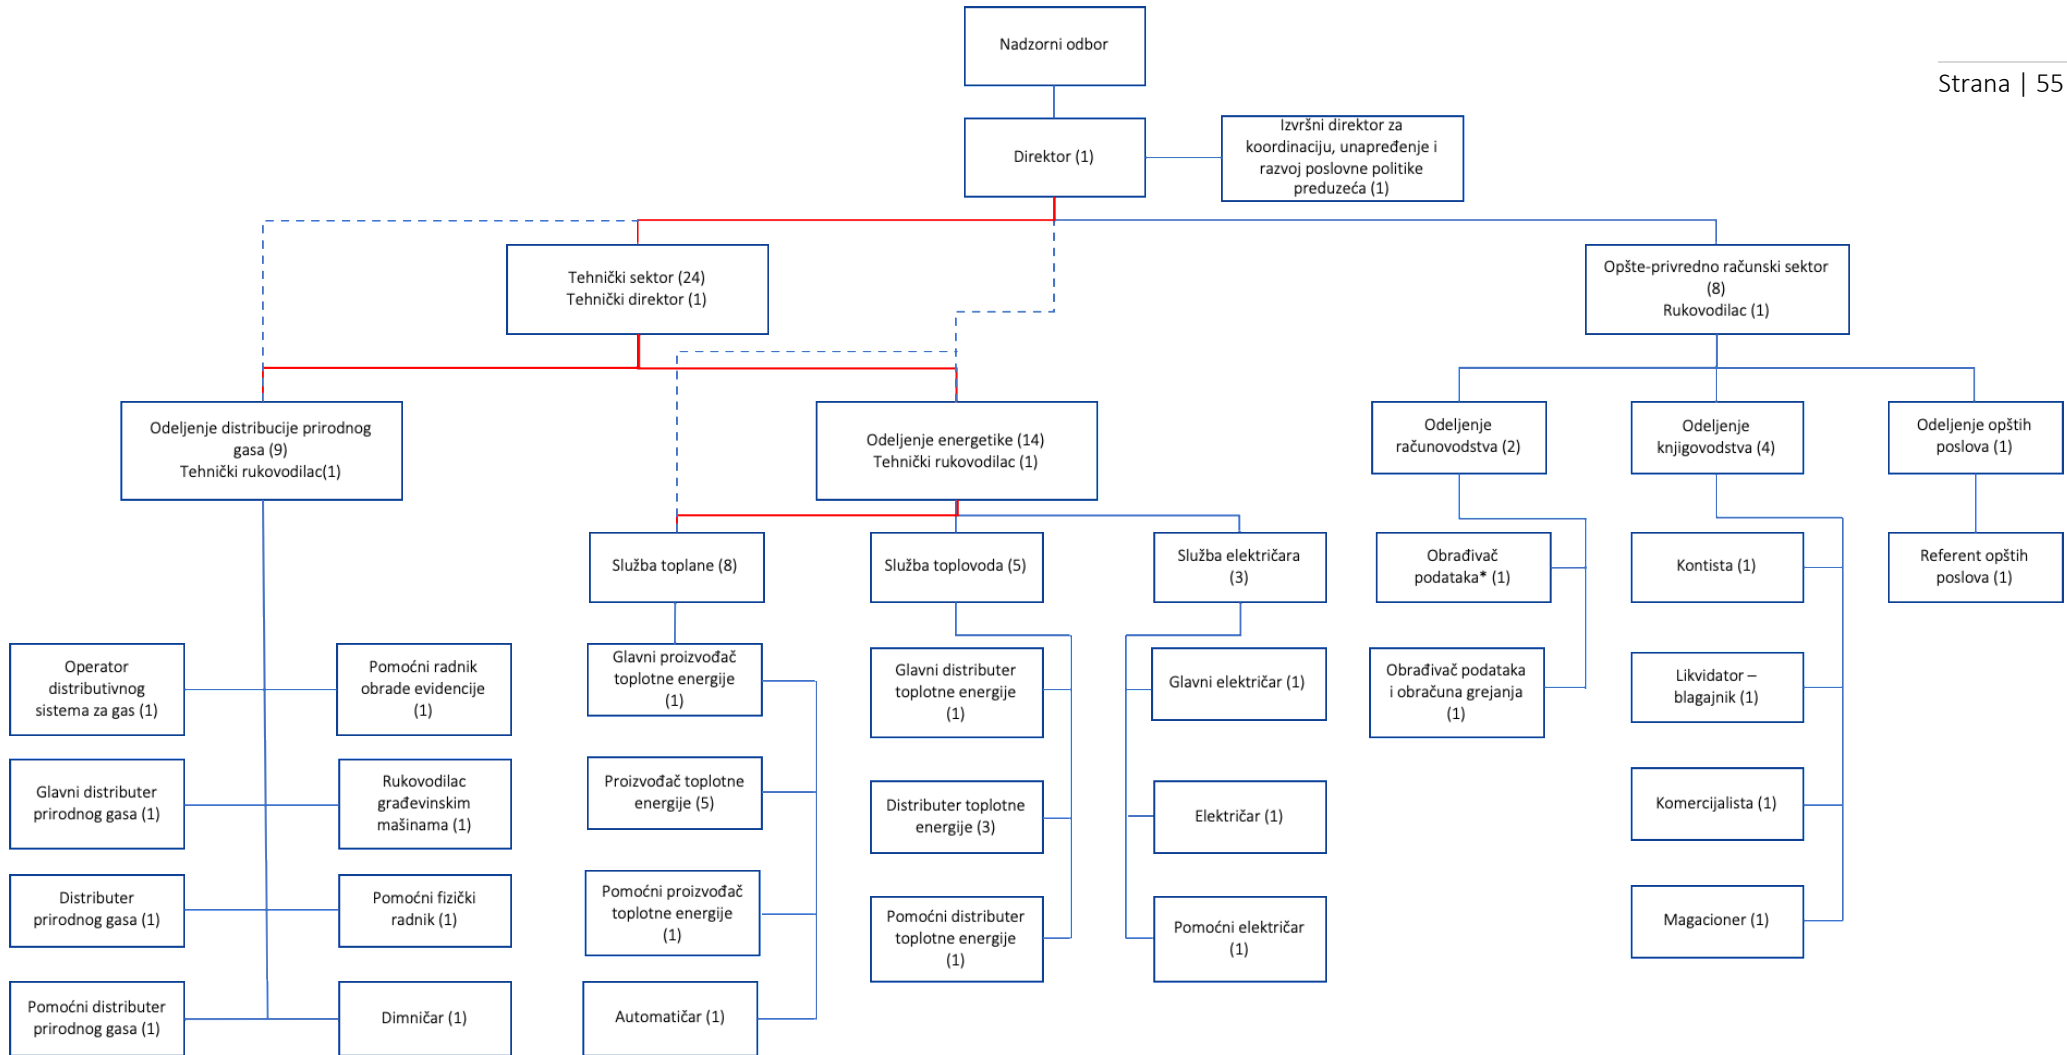 Nadzorni odbor
Strana | 55
Direktor (1)
Izvršni direktor za
koordinaciju, unapređenje i
razvoj poslovne politike
preduzeća (1)
Tehnički sektor (24)
Tehnički direktor (1)
Opšte-privredno računski sektor
(8)
Rukovodilac (1)
Odeljenje distribucije prirodnog
gasa (9)
Tehnički rukovodilac(1)
Odeljenje energetike (14)
Tehnički rukovodilac (1)
Odeljenje
računovodstva (2)
Odeljenje
knjigovodstva (4)
Odeljenje opštih
poslova (1)
Služba toplane (8)
Služba toplovoda (5)
Služba električara
(3)
Obrađivač
podataka* (1)
Kontista (1)
Referent opštih
poslova (1)
Operator
distributivnog
sistema za gas (1)
Pomoćni radnik
obrade evidencije
(1)
Glavni proizvođač
toplotne energije
(1)
Glavni distributer
toplotne energije
(1)
Glavni električar (1)
Obrađivač podataka
i obračuna grejanja
(1)
Likvidator –
blagajnik (1)
Glavni distributer
prirodnog gasa (1)
Rukovodilac
građevinskim
mašinama (1)
Proizvođač toplotne
energije (5)
Distributer toplotne
energije (3)
Električar (1)
Komercijalista (1)
Distributer
prirodnog gasa (1)
Pomoćni fizički
radnik (1)
Pomoćni proizvođač
toplotne energije
(1)
Pomoćni distributer
toplotne energije
(1)
Pomoćni električar
(1)
Magacioner (1)
Pomoćni distributer
prirodnog gasa (1)
Dimničar (1)
Automatičar (1)